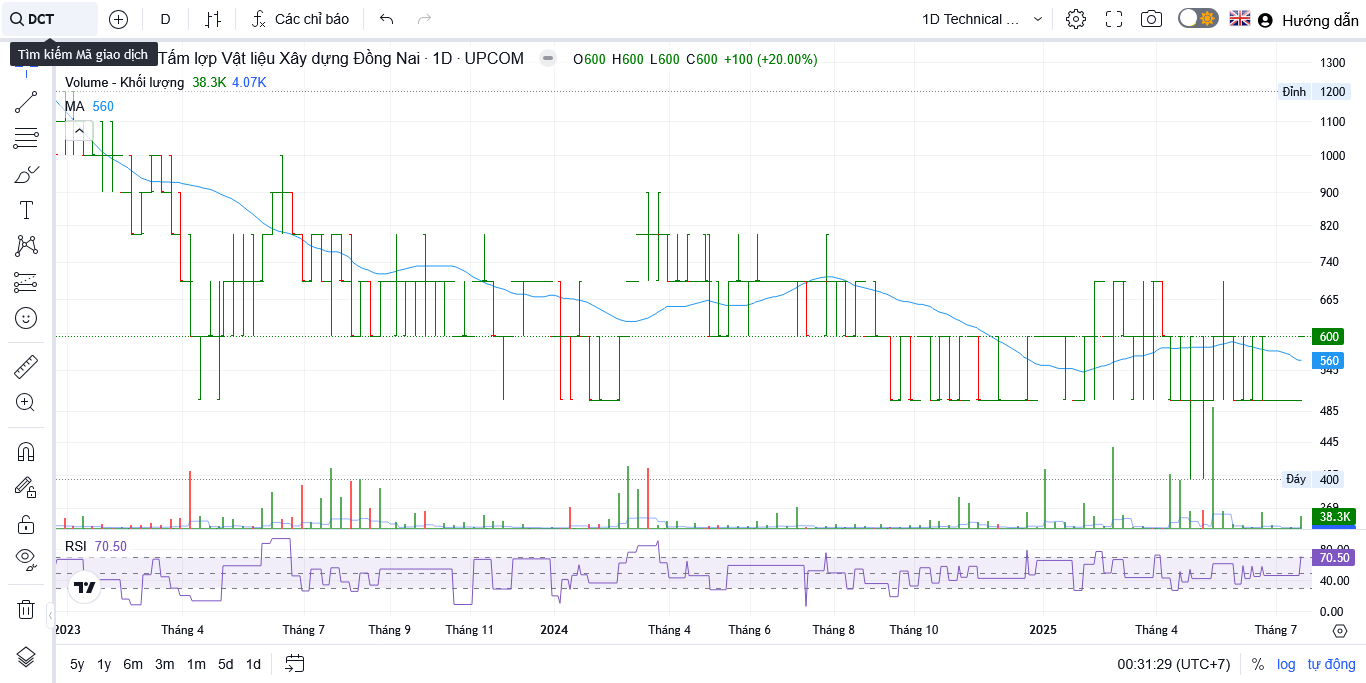 DCT
D
Các chỉ báo
1D Technical ...
Hướng dẫn
Tìm kiếm Mã giao dịch
Tấm lợp Vật liệu Xây dựng Đồng Nai · 1D · UPCOM
O600 H600 L600 C600 +100 (+20.00%)
Volume - Khối lượng 38.3K 4.07K
MA 560
1300
Đỉnh 1200
1100
1000
900
820
740
665
600
560
545
485
445
Đáy 400
38.3K
RSI 70.50
70.50
40.00
0.00
2023 Tháng 4 Tháng 7 Tháng 9 Tháng 11 2024 Tháng 4 Tháng 6 Tháng 8 Tháng 10 2025 Tháng 4 Tháng 7
5y 1y 6m 3m 1m 5d 1d
00:31:29 (UTC+7) % log tự động